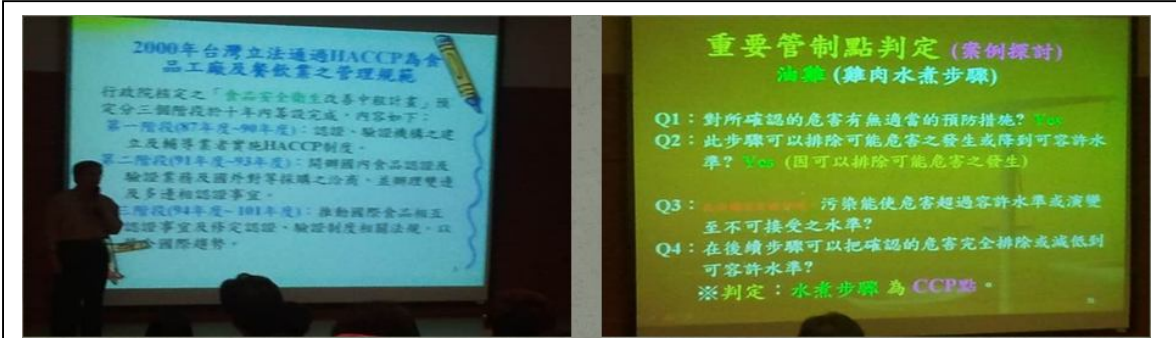 2000年台灣立法通過HACCP為食
品工廠及餐飲業之管理規範
行政院核定之「食品安全衛生改善中程計畫」預
定分三個階段於十年內籌設完成，內容如下：
第一階段(87年度~90年度)：認證、驗證機構之建
立及輔導業者實施HACCP制度。
第二階段(91年度~93年度)：開辦國內食品認證及
驗證業務及國外對等採購之洽商，並辦理雙邊
及多邊相認證事宜。
三階段(94年度~101年度)：推動國際食品相互
認證事宜及修定認證、驗證制度相關法規，以
合國際趨勢。
重要管制點判定 (案例探討)
油雞 (雞肉水煮步驟)
Q1：對所確認的危害有無適當的預防措施？Yes
Q2：此步驟可以排除可能危害之發生或降到可容許水
準？Yes (因可以排除可能危害之發生)
Q3： 污染能使危害超過容許水準或演變
至不可接受之水準？
Q4：在後續步驟可以把確認的危害完全排除或減低到
可容許水準？
※判定：水煮步驟 為 CCP點。